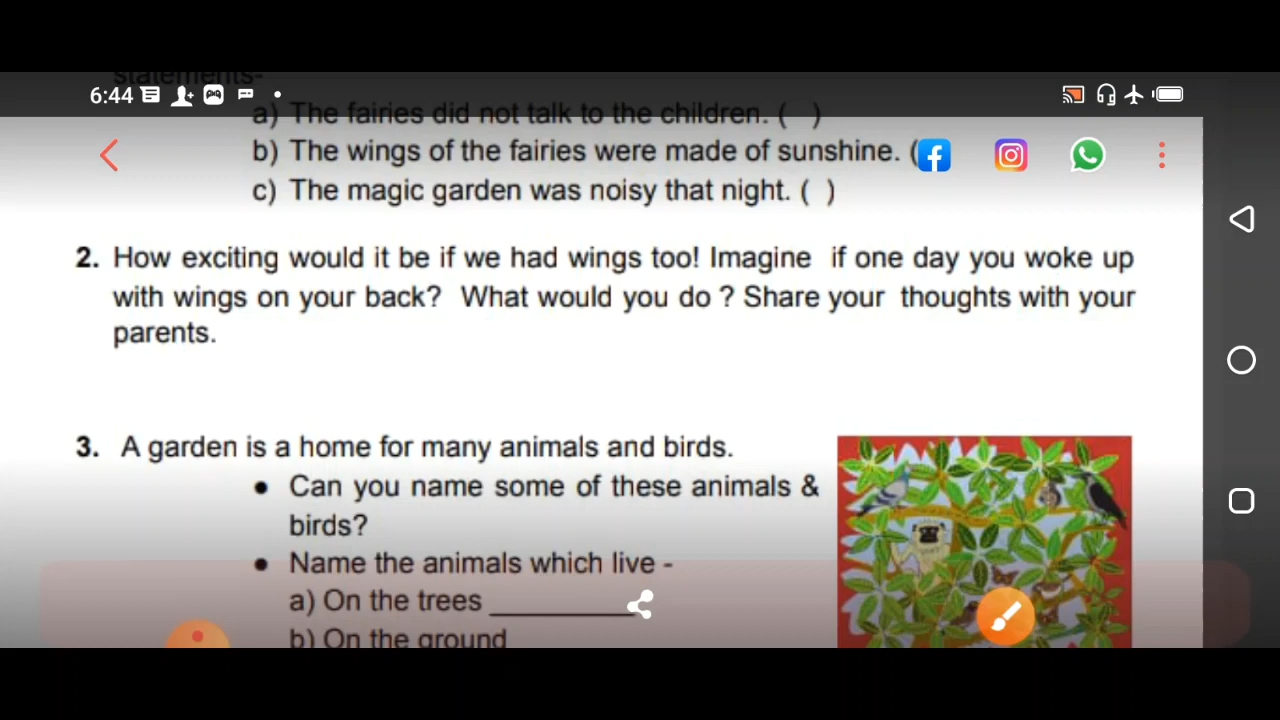 statements-
6:44
a) The fairies did not talk to the children. ( )
b) The wings of the fairies were made of sunshine. (
c) The magic garden was noisy that night. ( )
2. How exciting would it be if we had wings too! Imagine if one day you woke up
with wings on your back? What would you do ? Share your thoughts with your
parents.
3. A garden is a home for many animals and birds.
• Can you name some of these animals &
birds?
• Name the animals which live -
a) On the trees ___________
b) On the ground